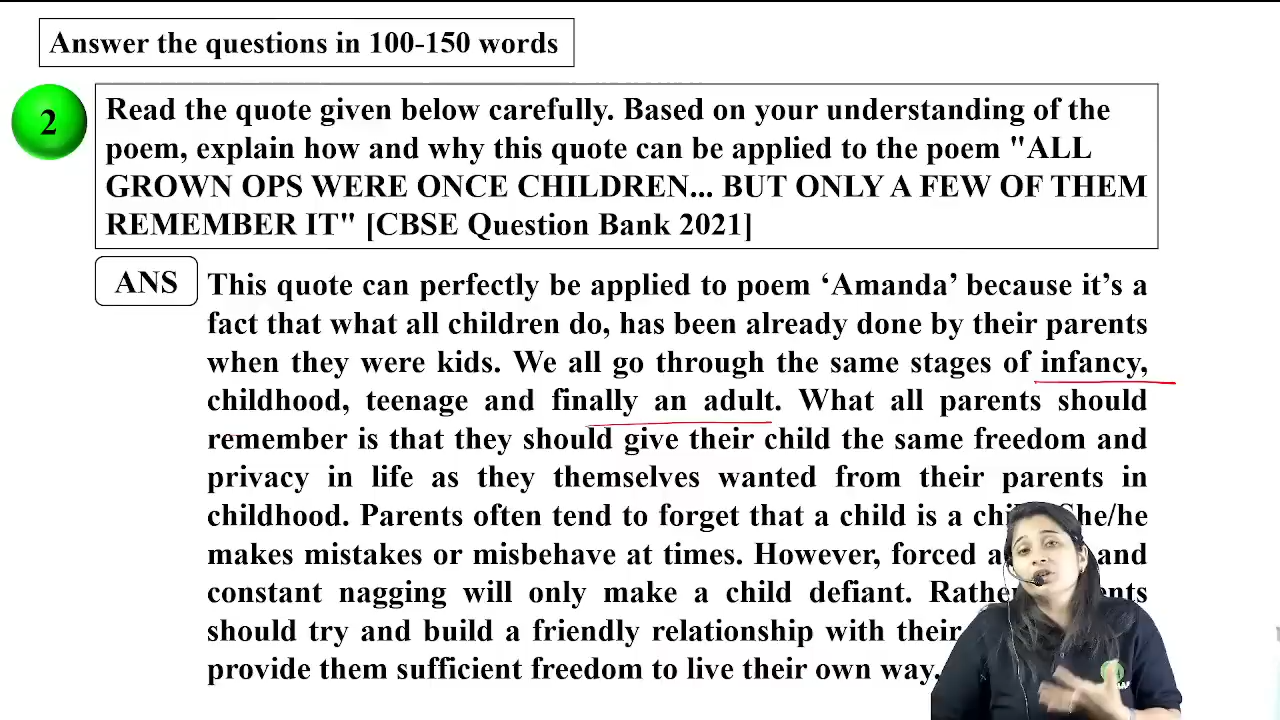 Answer the questions in 100-150 words
2
Read the quote given below carefully. Based on your understanding of the
poem, explain how and why this quote can be applied to the poem "ALL
GROWN OPS WERE ONCE CHILDREN... BUT ONLY A FEW OF THEM
REMEMBER IT" [CBSE Question Bank 2021]
ANS
This quote can perfectly be applied to poem ‘Amanda’ because it’s a
fact that what all children do, has been already done by their parents
when they were kids. We all go through the same stages of infancy,
childhood, teenage and finally an adult. What all parents should
remember is that they should give their child the same freedom and
privacy in life as they themselves wanted from their parents in
childhood. Parents often tend to forget that a child is a She/he
makes mistakes or misbehave at times. However, forced and
constant nagging will only make a child defiant.
should try and build a friendly relationship with their
provide them sufficient freedom to live their own way.